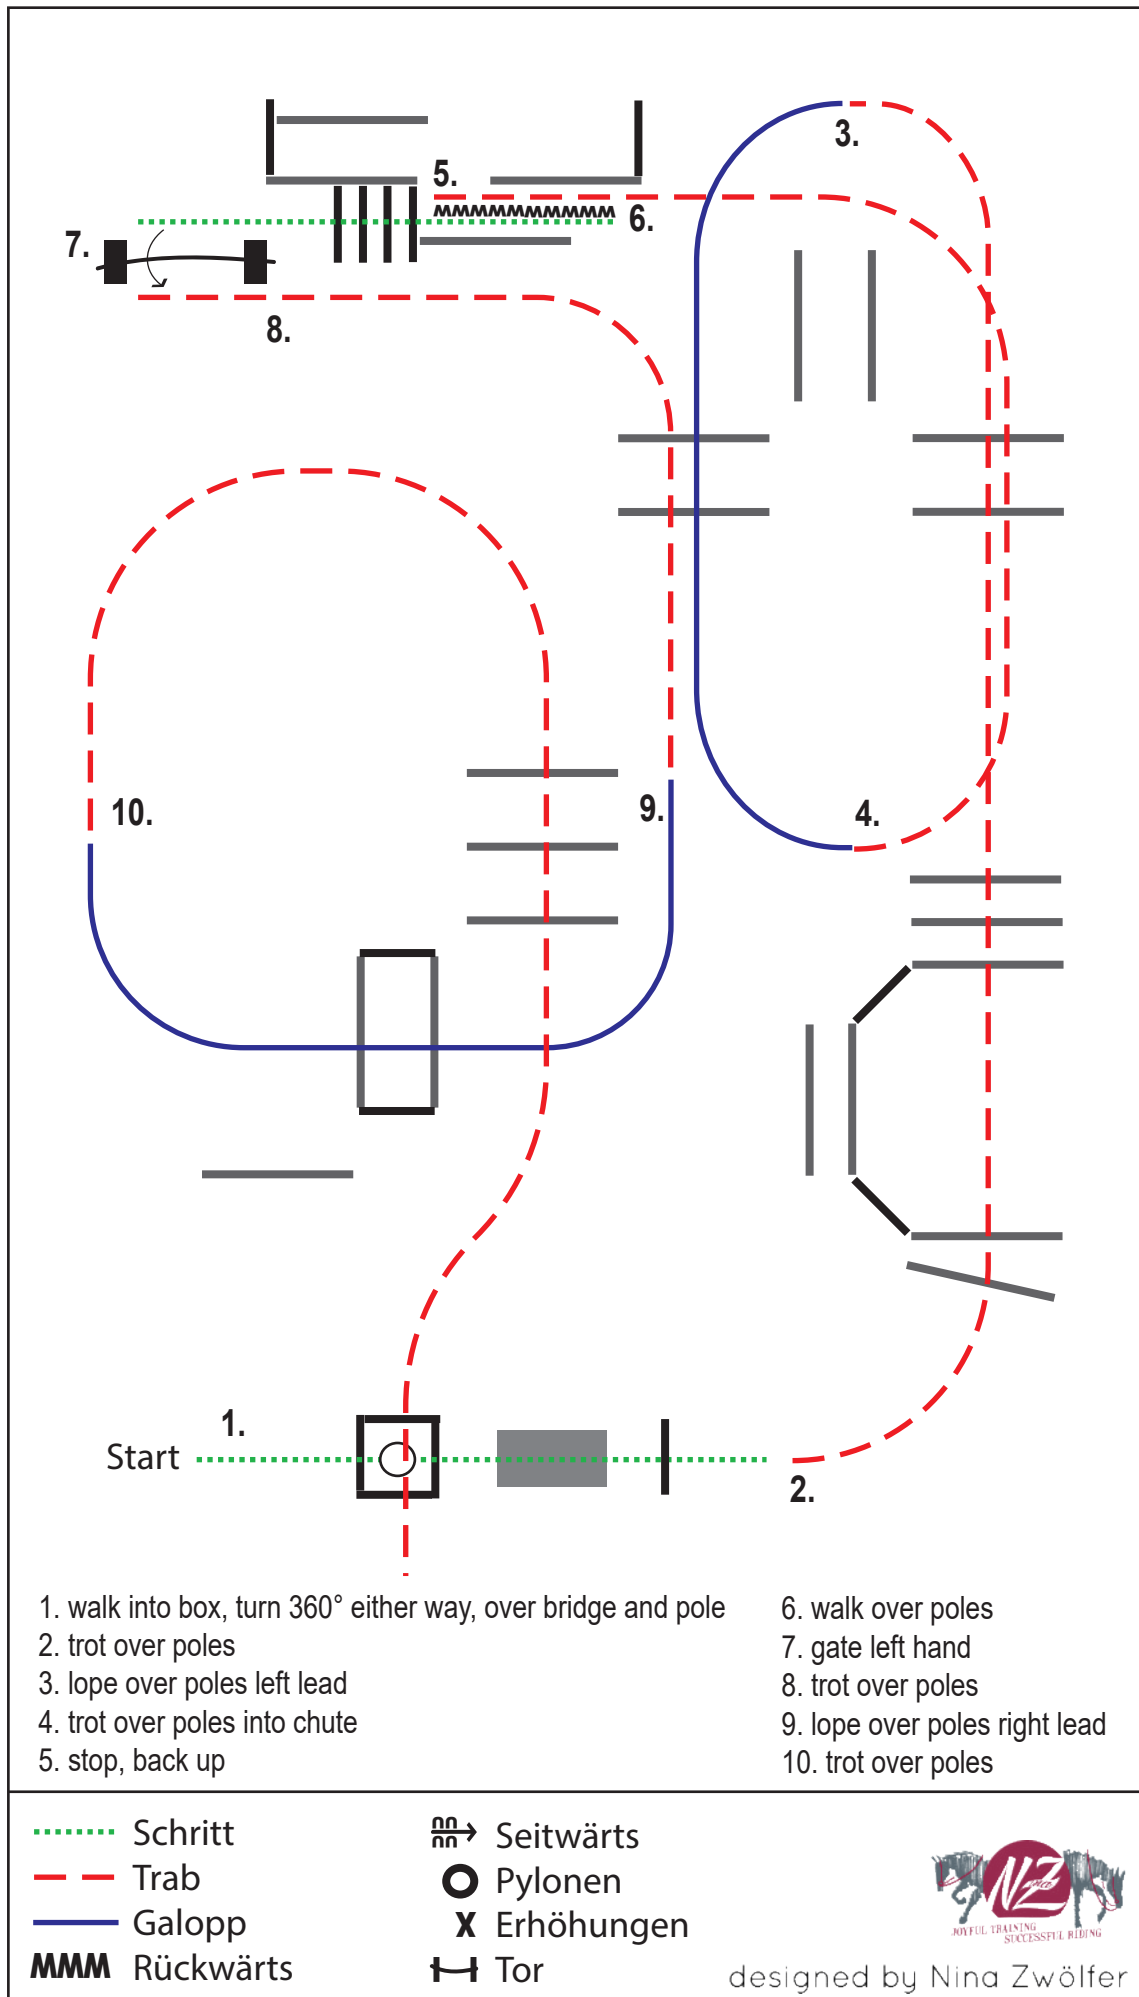 3.
5.
6.
7.
8.
10.
9.
4.
1.
Start
2.
1. walk into box, turn 360° either way, over bridge and pole
2. trot over poles
3. lope over poles left lead
4. trot over poles into chute
5. stop, back up
6. walk over poles
7. gate left hand
8. trot over poles
9. lope over poles right lead
10. trot over poles
Schritt
Trab
Galopp
MMM Rückwärts
Seitwärts
Pylonen
X Erhöhungen
Tor
NZ
JOYFUL TRAINING
SUCCESSFUL RIDING
designed by Nina Zwölfer